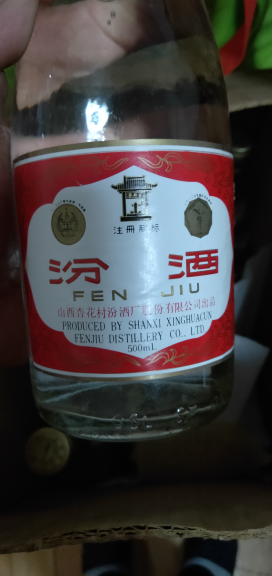 注册商标
汾 酒
FEN JIU
山西杏花村汾酒厂股份有限公司出品
PRODUCED BY SHANXI XINGHUACUN
FENJIU DISTILLERY CO., LTD
500mL